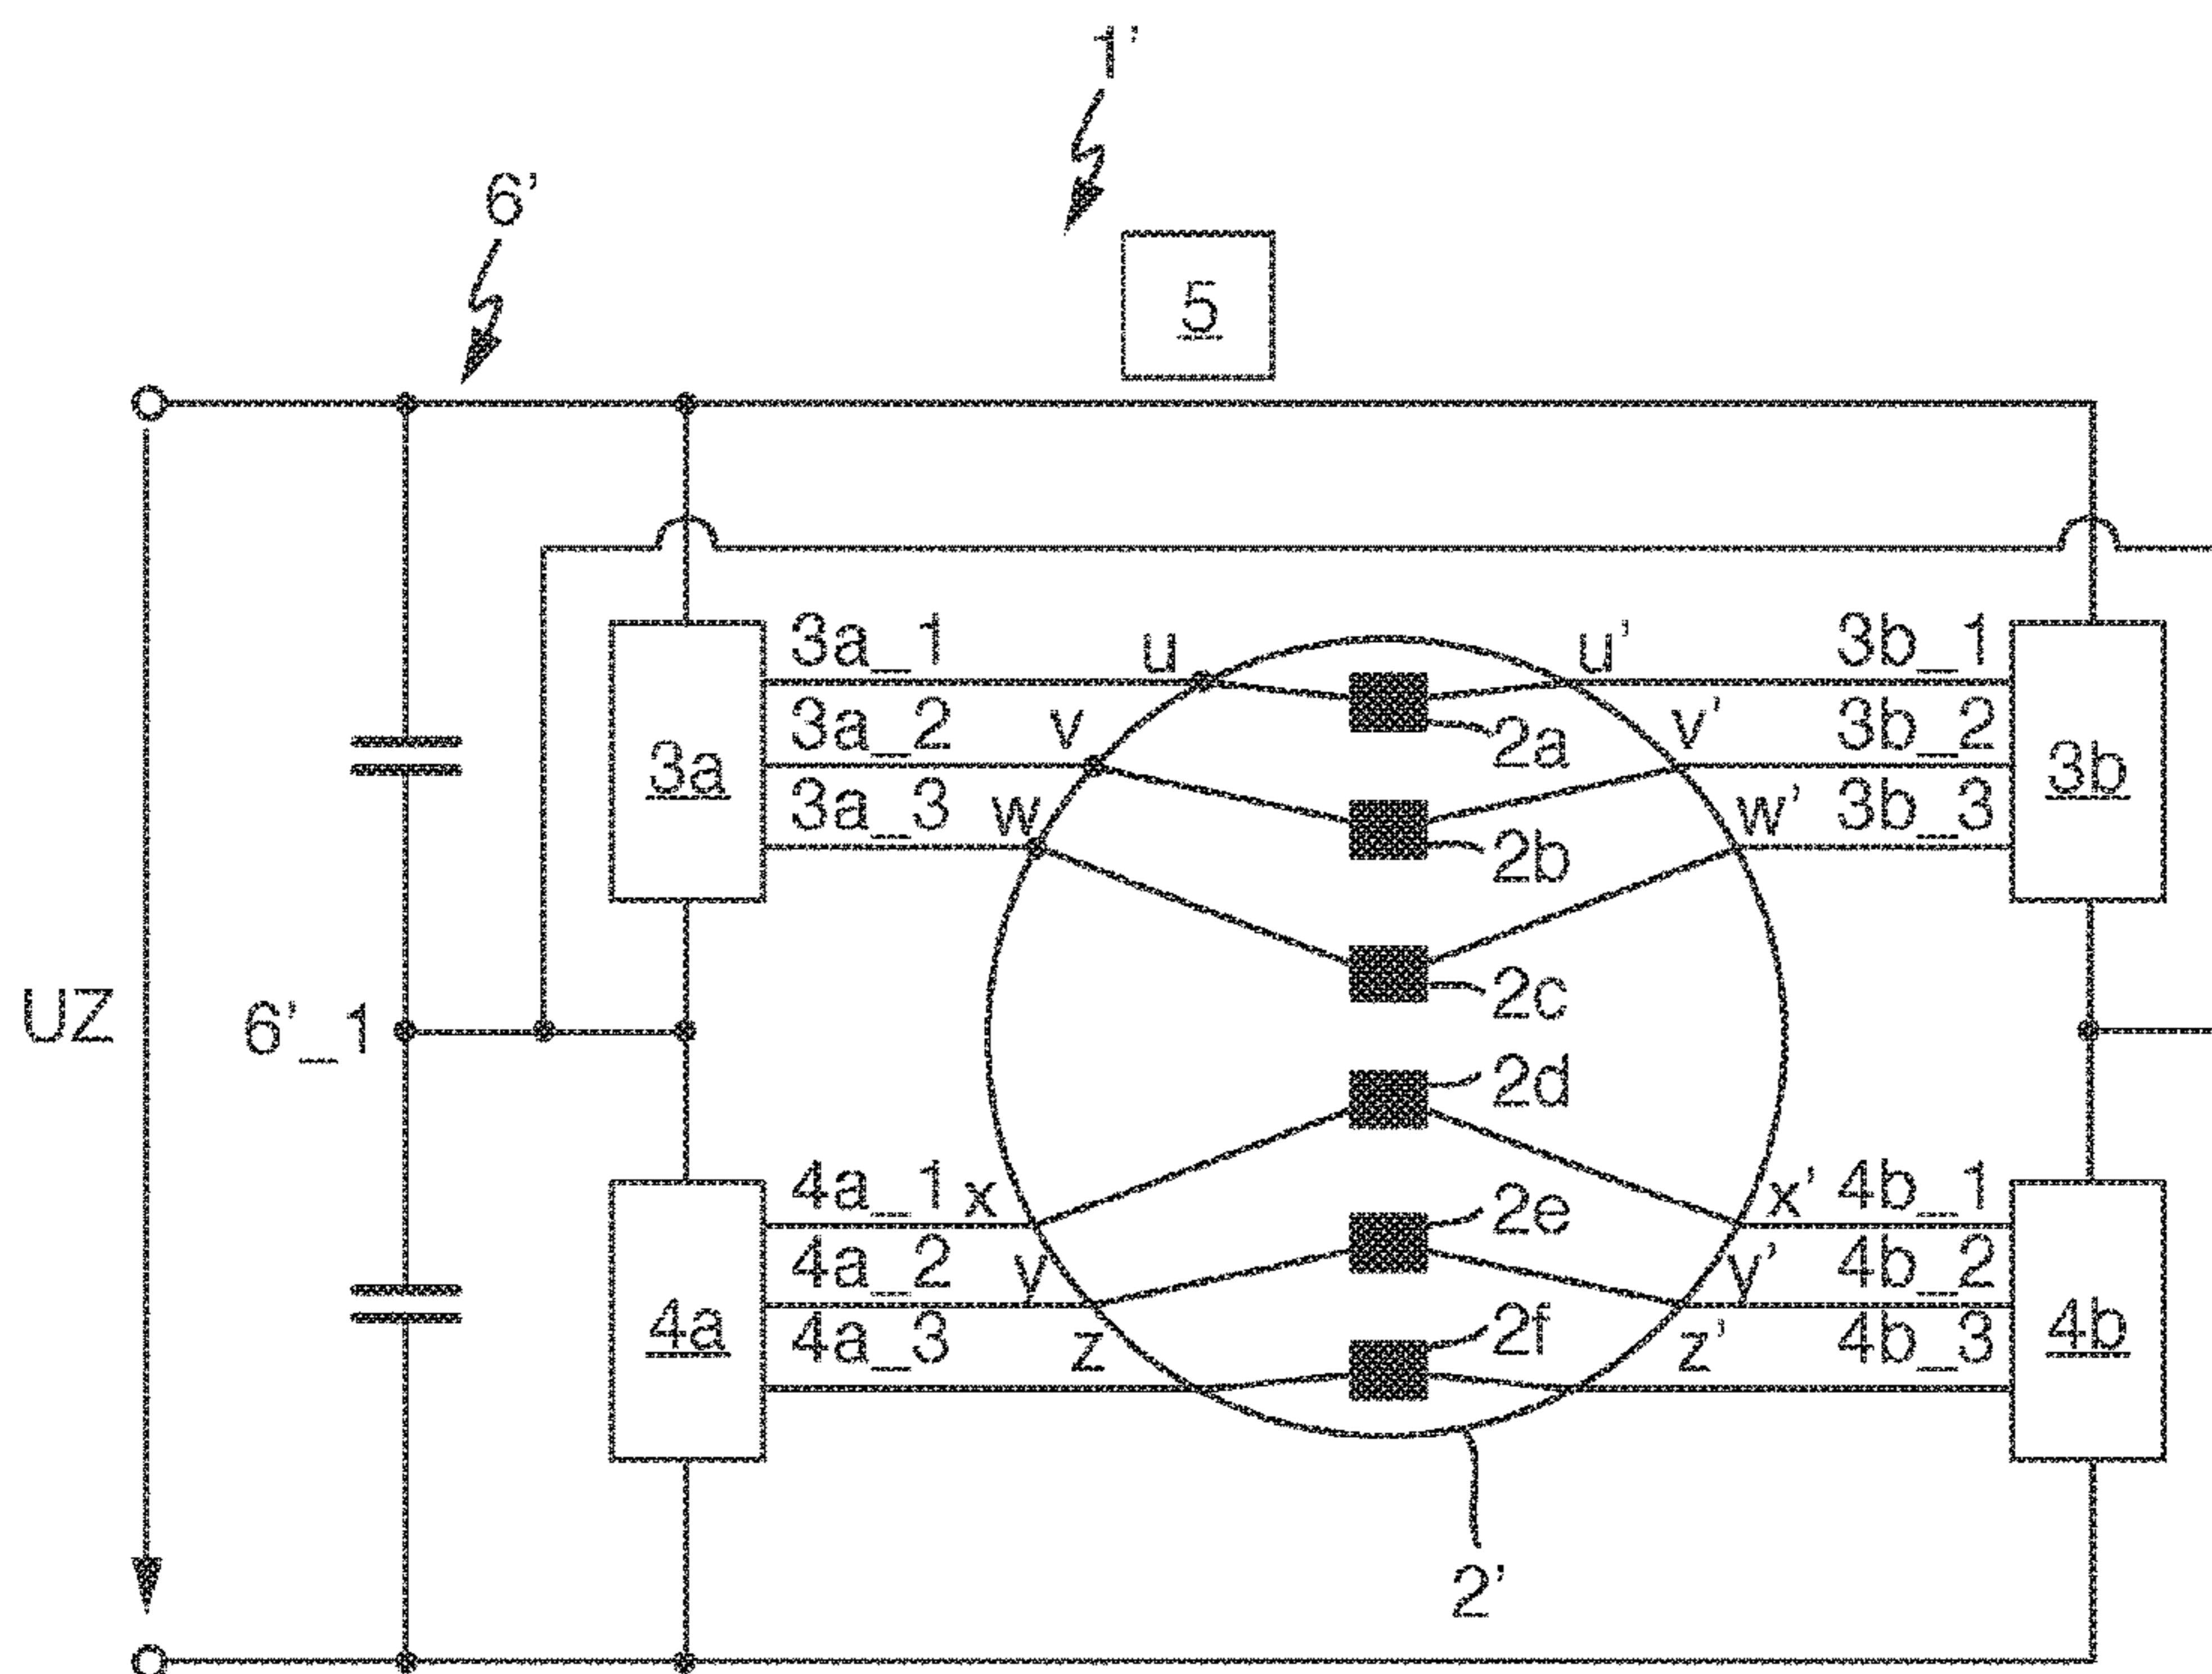 1'
6'
5
3a_1 u u' 3b_1
3a_2 v 2a v' 3b_2
3a 3b
3a_3 w 2b w' 3b_3
2c
UZ 6'_1
2d
4a_1 x 2e x' 4b_1
4a_2 y y' 4b_2
4a 2f 4b
4a_3 z z' 4b_3
2'